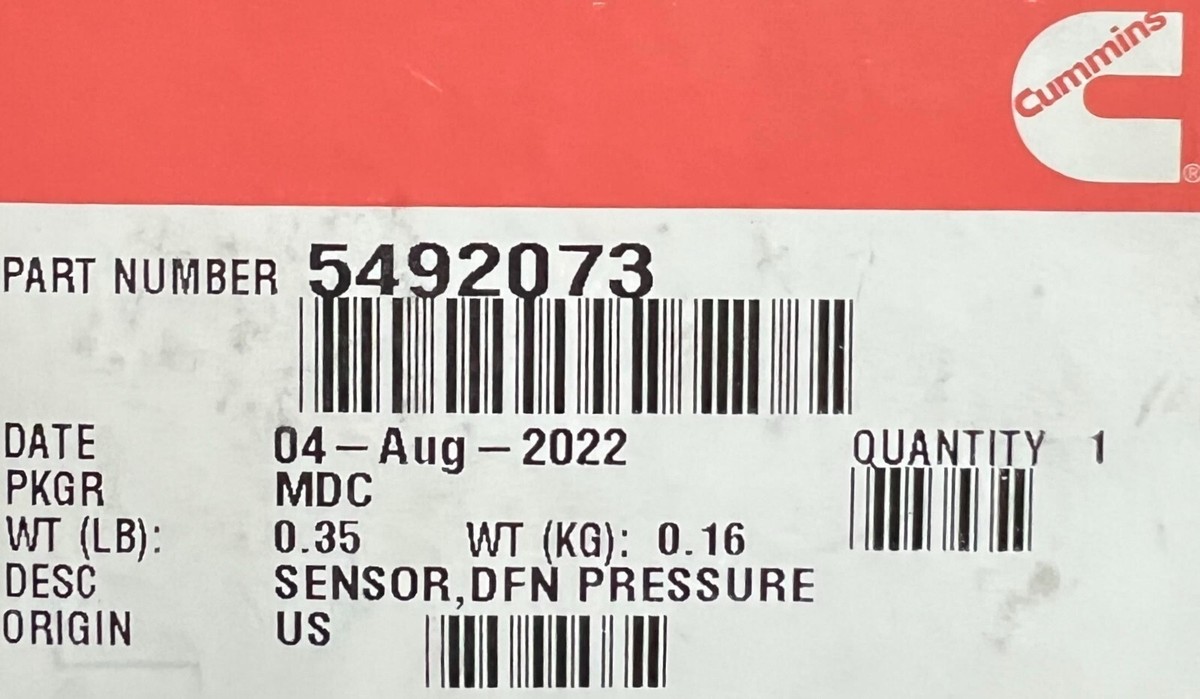 Cummins
®
PART NUMBER 5492073
DATE 04-Aug-2022 QUANTITY 1
PKGR MDC
WT (LB): 0.35 WT (KG): 0.16
DESC SENSOR,DFN PRESSURE
ORIGIN US